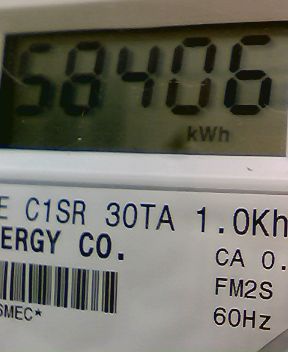 58406
kWh
E C1SR 30TA 1.0Kh
ERGY CO.
CA 0.
FM2S
SMEC*
60Hz